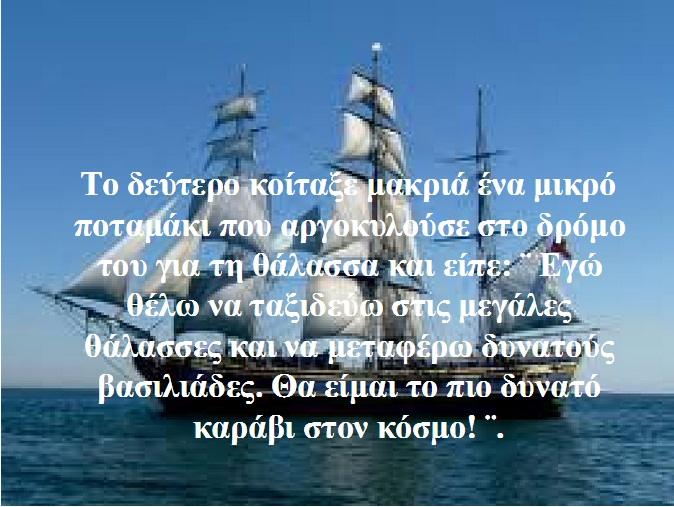 Το δεύτερο κοίταξε μακριά ένα μικρό
ποταμάκι που αργοκυλούσε στο δρόμο
του για τη θάλασσα και είπε: ¨ Εγώ
θέλω να ταξιδεύω στις μεγάλες
θάλασσες και να μεταφέρω δυνατούς
βασιλιάδες. Θα είμαι το πιο δυνατό
καράβι στον κόσμο! ¨.